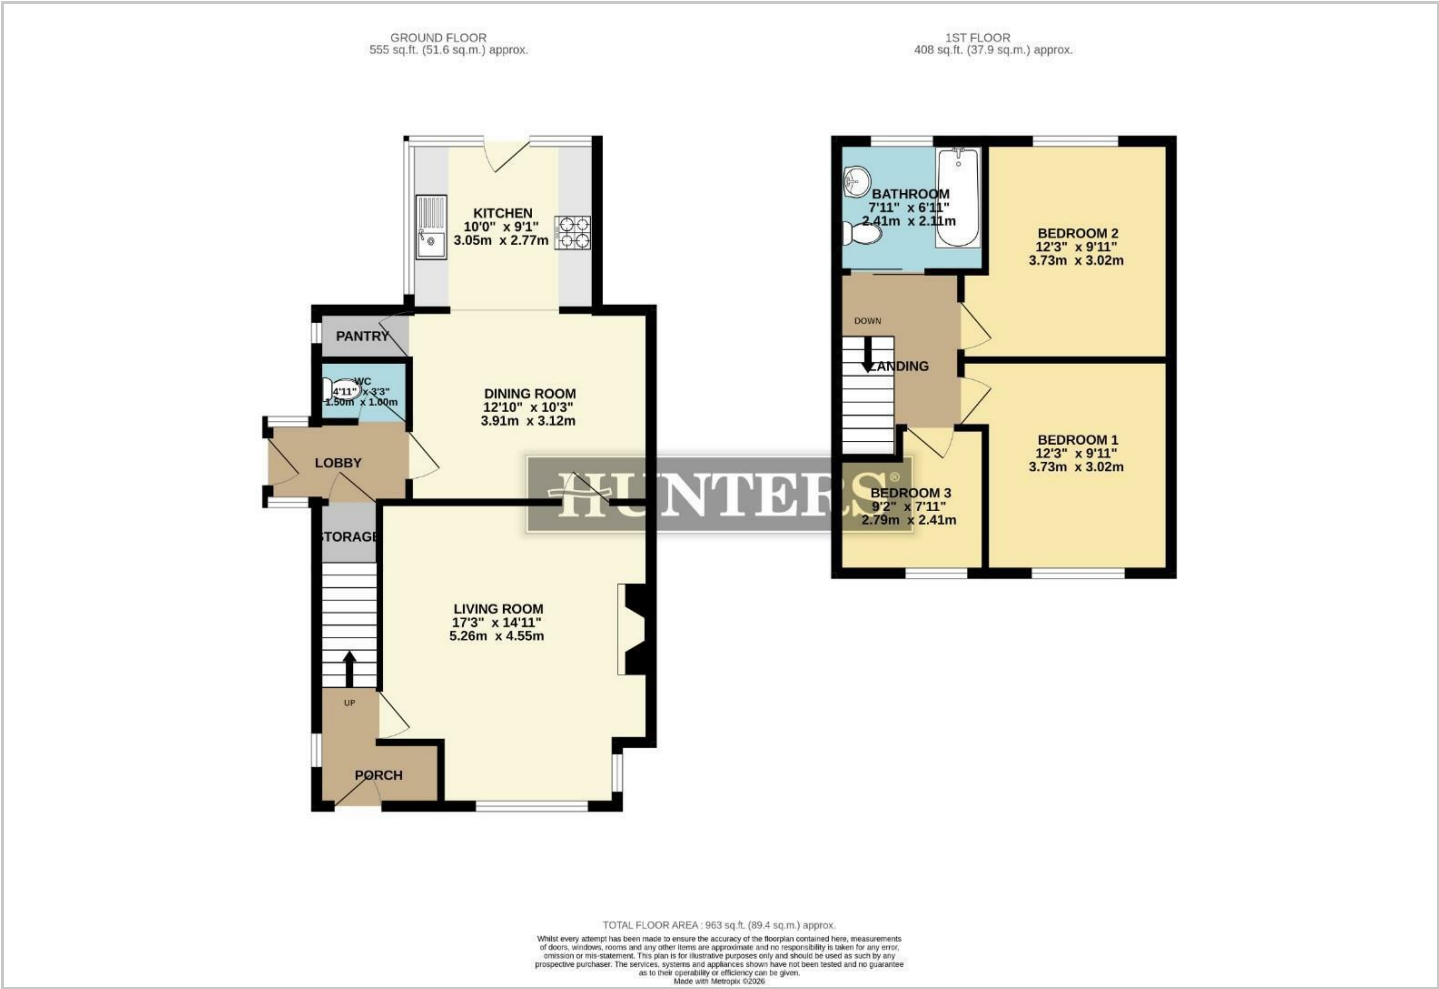 GROUND FLOOR
555 sq.ft. (51.6 sq.m.) approx.
1ST FLOOR
408 sq.ft. (37.9 sq.m.) approx.
KITCHEN
10'0" x 9'1"
3.05m x 2.77m
PANTRY
WC
4'11" x 3'3"
1.50m x 1.00m
DINING ROOM
12'10" x 10'3"
3.91m x 3.12m
LOBBY
STORAGE
LIVING ROOM
17'3" x 14'11"
5.26m x 4.55m
UP
PORCH
HUNTERS®
BATHROOM
7'11" x 6'11"
2.41m x 2.11m
BEDROOM 2
12'3" x 9'11"
3.73m x 3.02m
DOWN
LANDING
BEDROOM 1
12'3" x 9'11"
3.73m x 3.02m
BEDROOM 3
9'2" x 7'11"
2.79m x 2.41m
TOTAL FLOOR AREA : 963 sq.ft. (89.4 sq.m.) approx.
Whilst every attempt has been made to ensure the accuracy of the floorplan contained here, measurements
of doors, windows, rooms and any other items are approximate and no responsibility is taken for any error,
omission or mis-statement. This plan is for illustrative purposes only and should be used as such by any
prospective purchaser. The services, systems and appliances shown have not been tested and no guarantee
as to their operability or efficiency can be given.
Made with Metropix ©2026